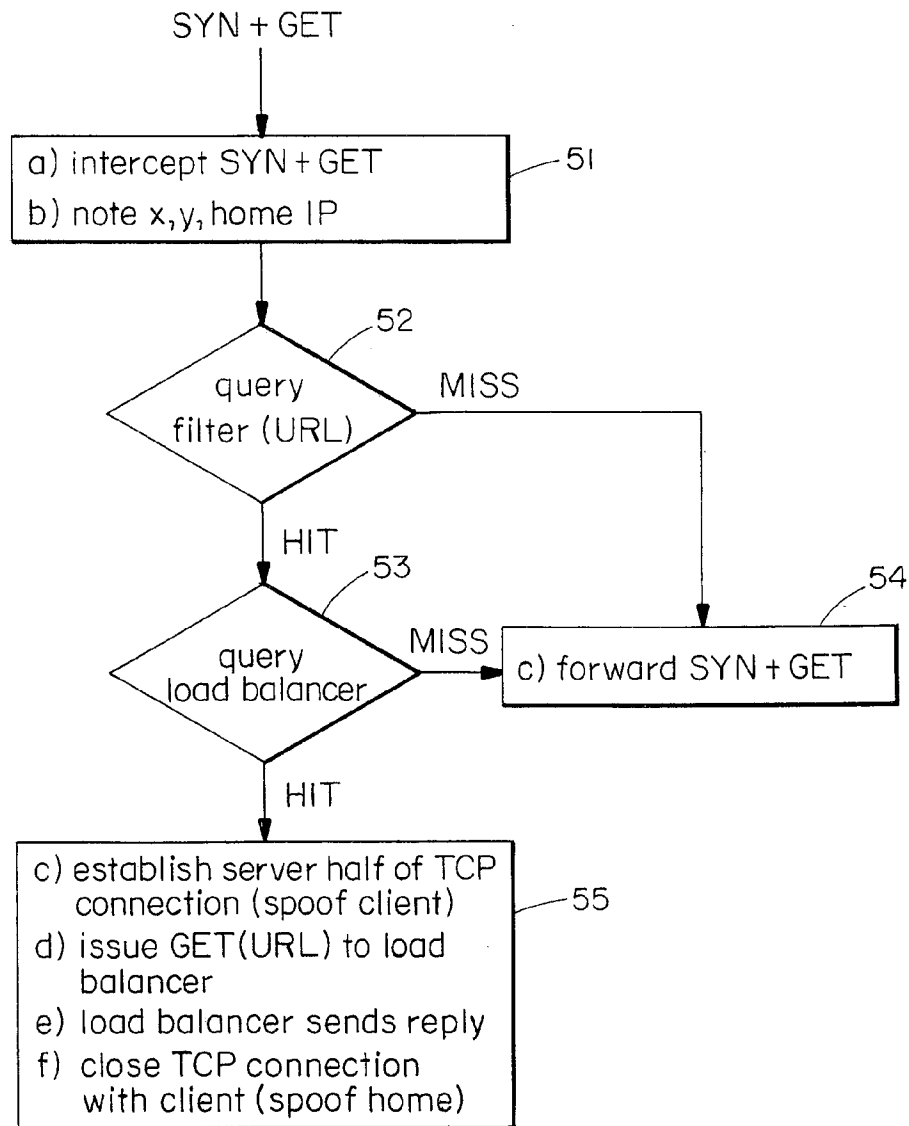 SYN + GET
a) intercept SYN + GET
b) note x, y, home IP
51
52
query
filter (URL)
MISS
HIT
53
query
load balancer
MISS
54
c) forward SYN + GET
HIT
c) establish server half of TCP
connection (spoof client)
d) issue GET(URL) to load
balancer
e) load balancer sends reply
f) close TCP connection
with client (spoof home)
55